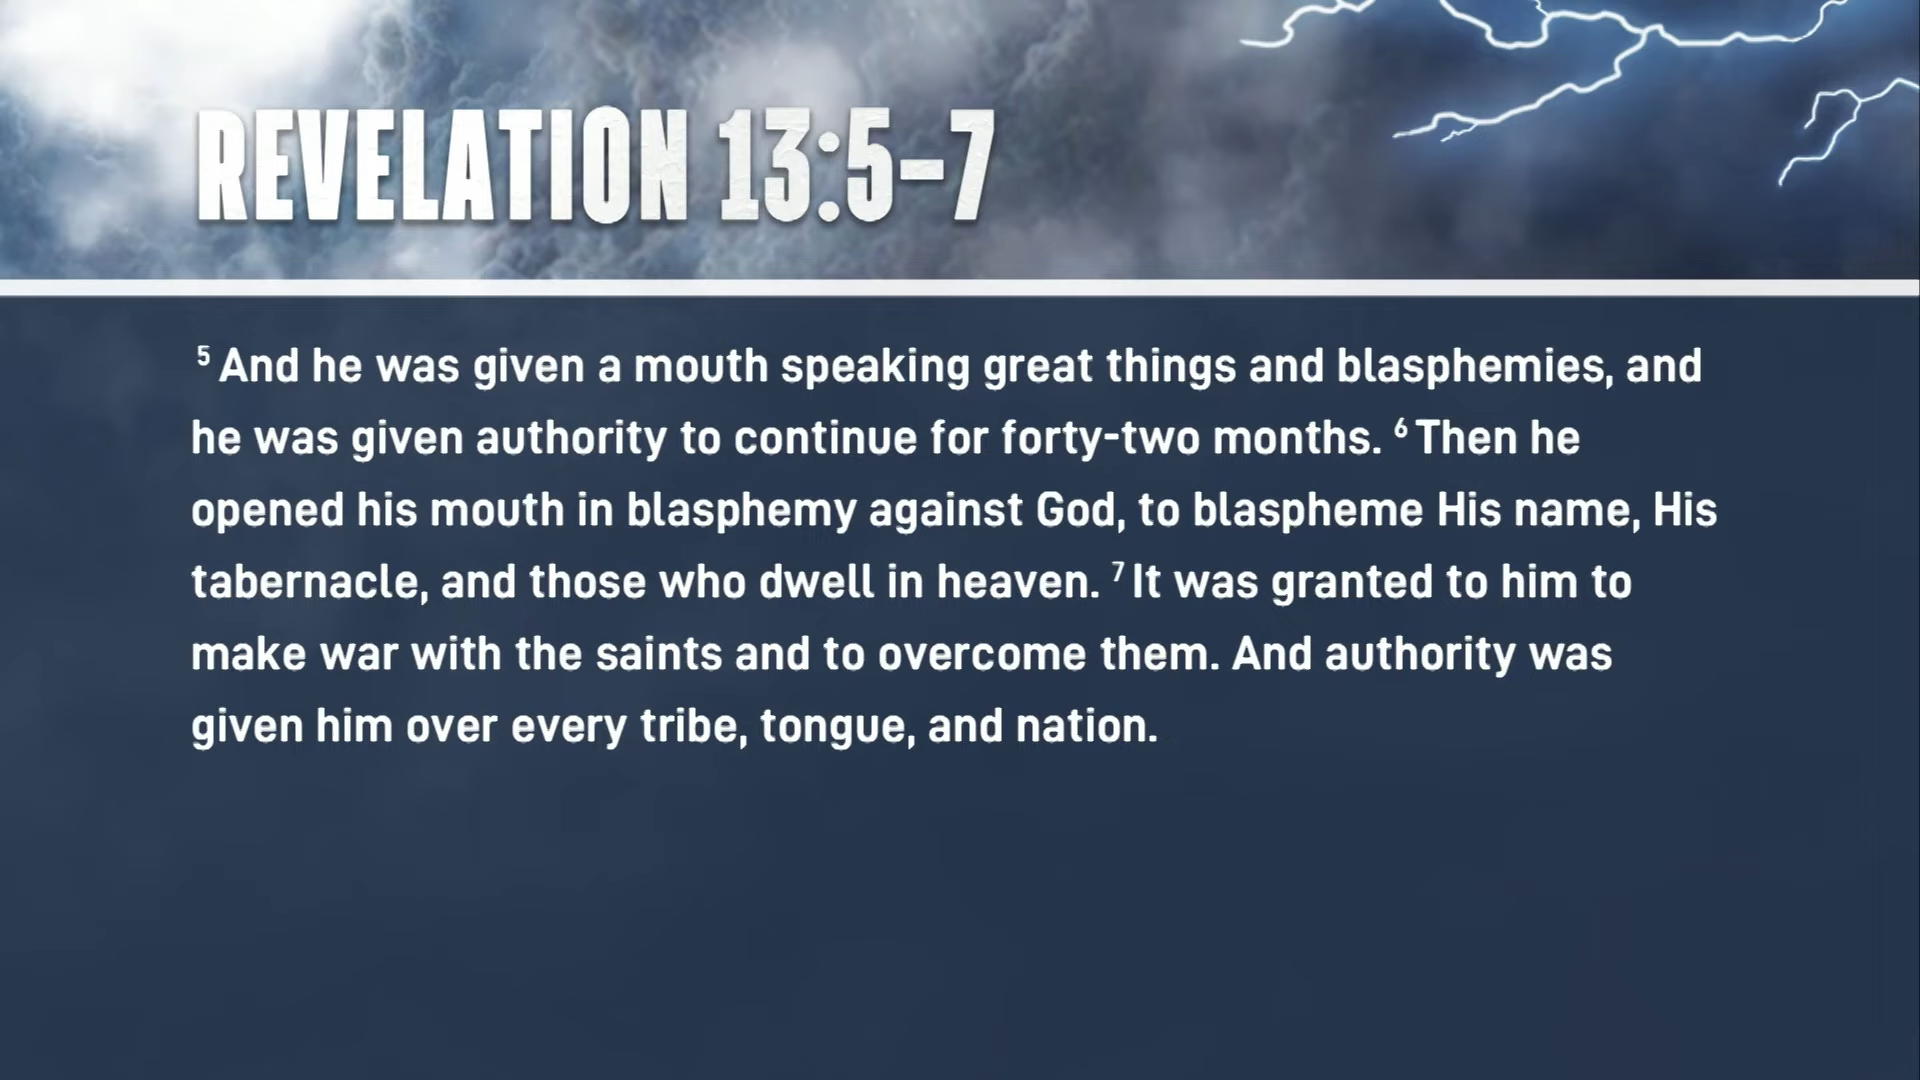 REVELATION 13:5-7
5 And he was given a mouth speaking great things and blasphemies, and
he was given authority to continue for forty-two months. 6 Then he
opened his mouth in blasphemy against God, to blaspheme His name, His
tabernacle, and those who dwell in heaven. 7 It was granted to him to
make war with the saints and to overcome them. And authority was
given him over every tribe, tongue, and nation.